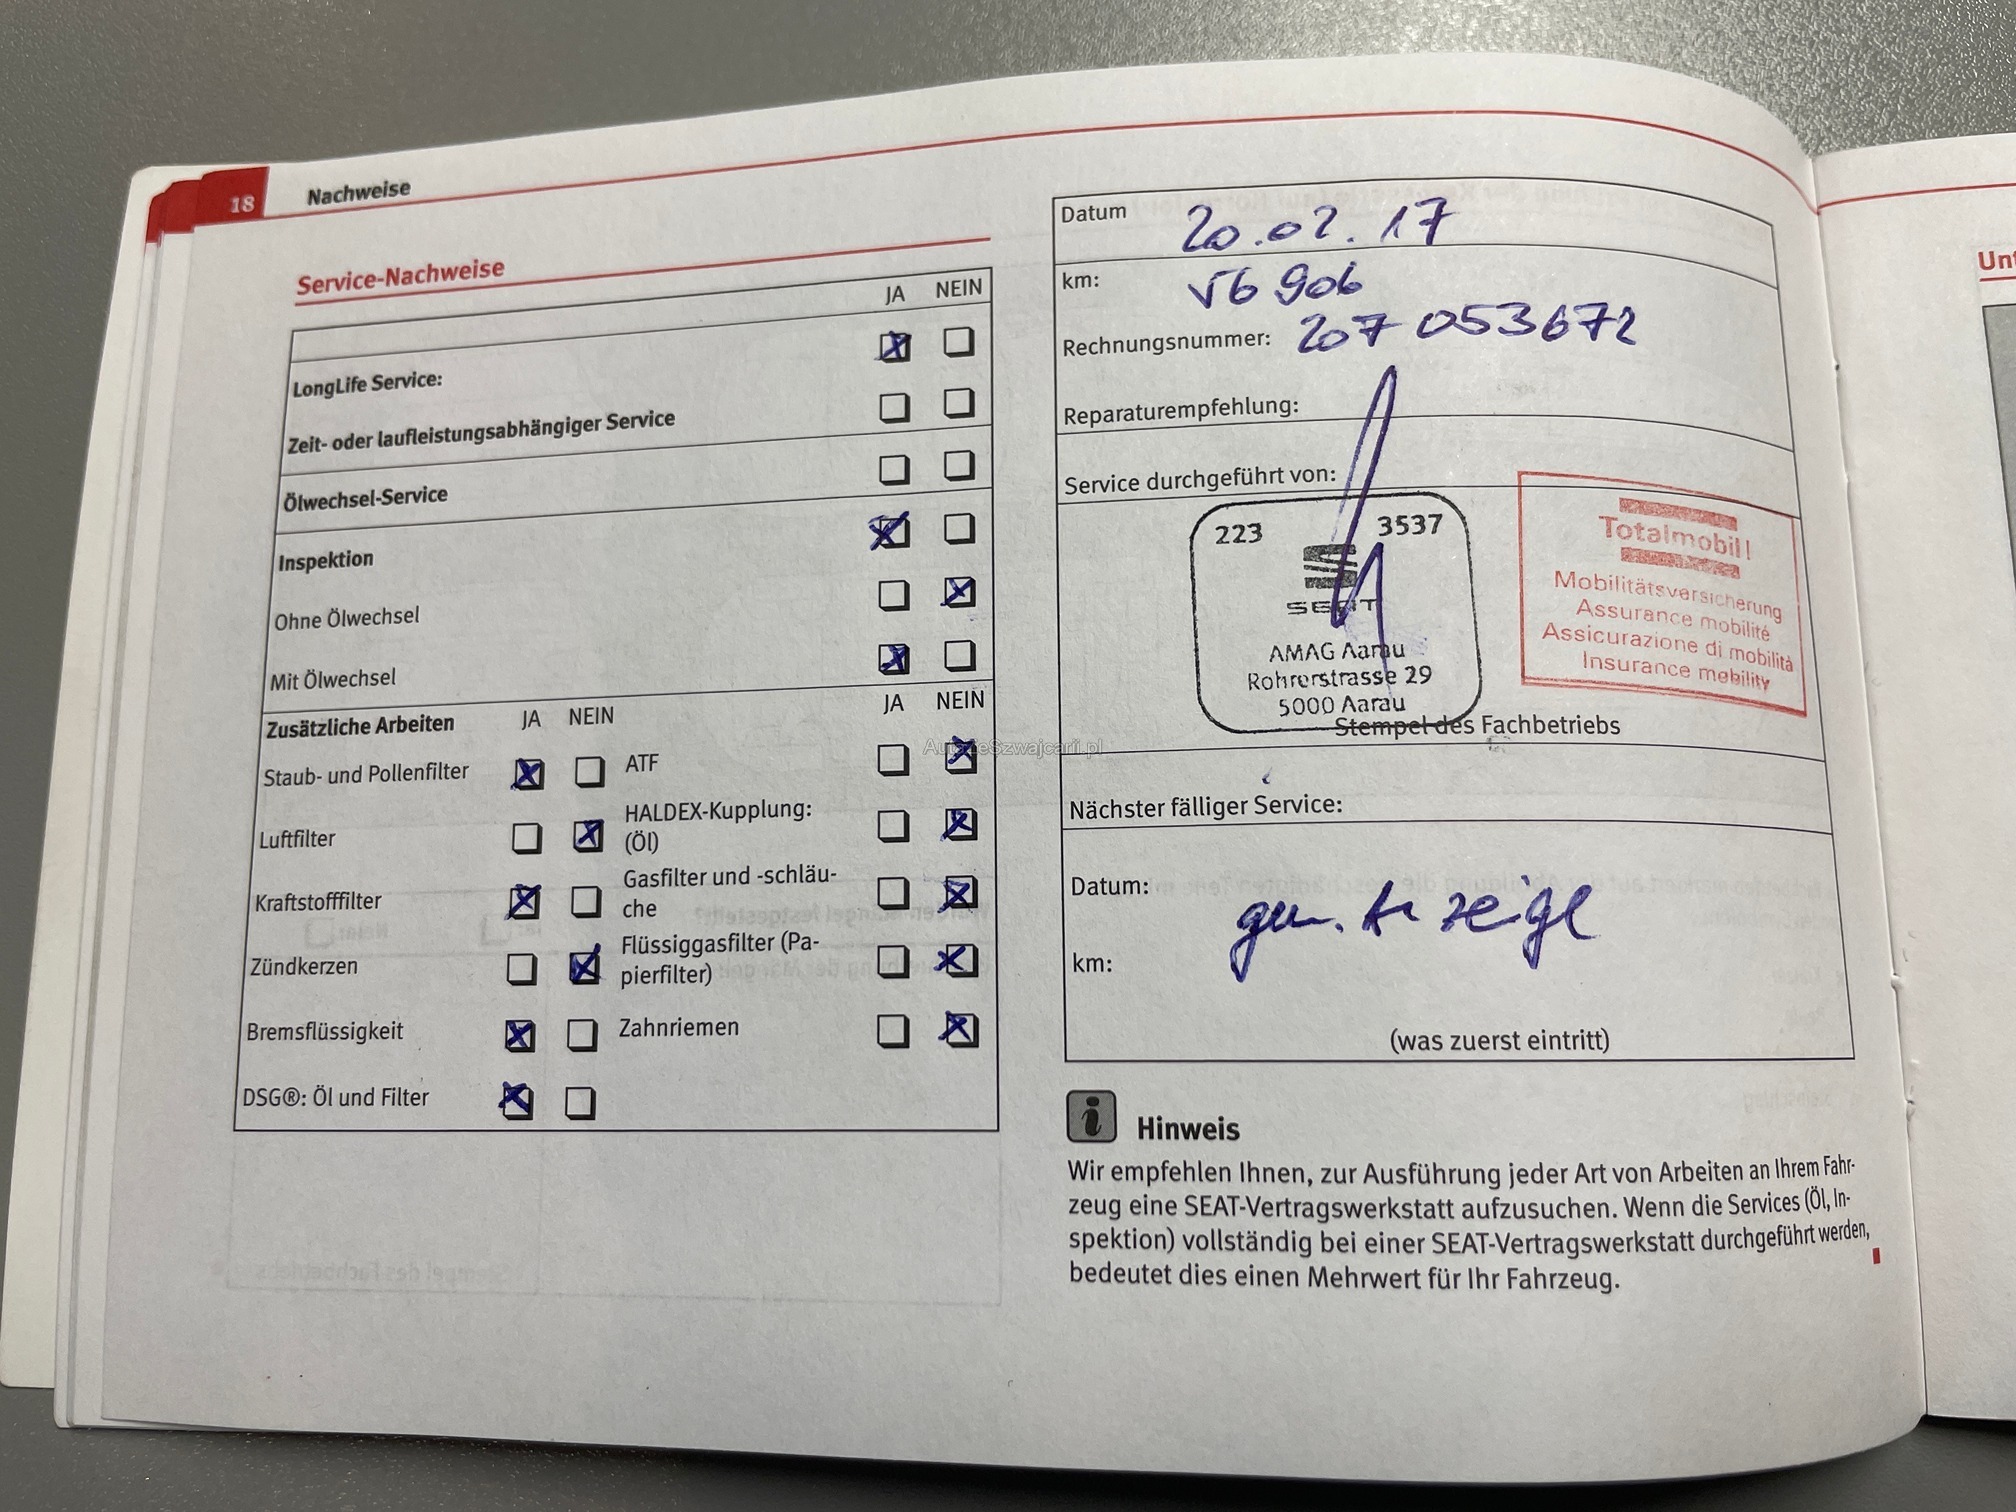 18 Nachweise
Service-Nachweise
JA NEIN
LongLife Service:
Zeit- oder laufleistungsabhängiger Service
Ölwechsel-Service
Inspektion
Ohne Ölwechsel
Mit Ölwechsel
JA NEIN
Zusätzliche Arbeiten JA NEIN
Staub- und Pollenfilter
ATF
Luftfilter
HALDEX-Kupplung:
(Öl)
Kraftstofffilter
Gasfilter und -schläu-
che
Zündkerzen
Flüssiggasfilter (Pa-
pierfilter)
Bremsflüssigkeit
Zahnriemen
DSG®: Öl und Filter
Datum 20.02.17
km: 56 906
Rechnungsnummer: 207 053672
Reparaturempfehlung:
Service durchgeführt von:
223 3537
SEAT
AMAG Aarau
Rohrerstrasse 29
5000 Aarau
Totalmobil!
Mobilitätsversicherung
Assurance mobilité
Assicurazione di mobilità
Insurance mobility
Stempel des Fachbetriebs
AutazeSzwajcarii.pl
Nächster fälliger Service:
Datum:
km:
(was zuerst eintritt)
Hinweis
Wir empfehlen Ihnen, zur Ausführung jeder Art von Arbeiten an Ihrem Fahr-
zeug eine SEAT-Vertragswerkstatt aufzusuchen. Wenn die Services (Öl, In-
spektion) vollständig bei einer SEAT-Vertragswerkstatt durchgeführt werden,
bedeutet dies einen Mehrwert für Ihr Fahrzeug.